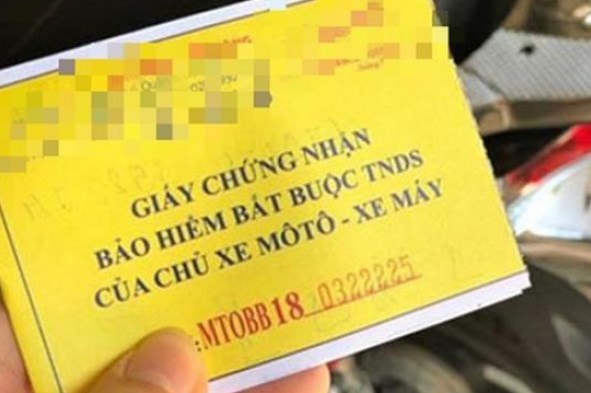 GIẤY CHỨNG NHẬN
BẢO HIỂM BẮT BUỘC TNDS
CỦA CHỦ XE MÔTÔ - XE MÁY
:MTOBB18 0322225